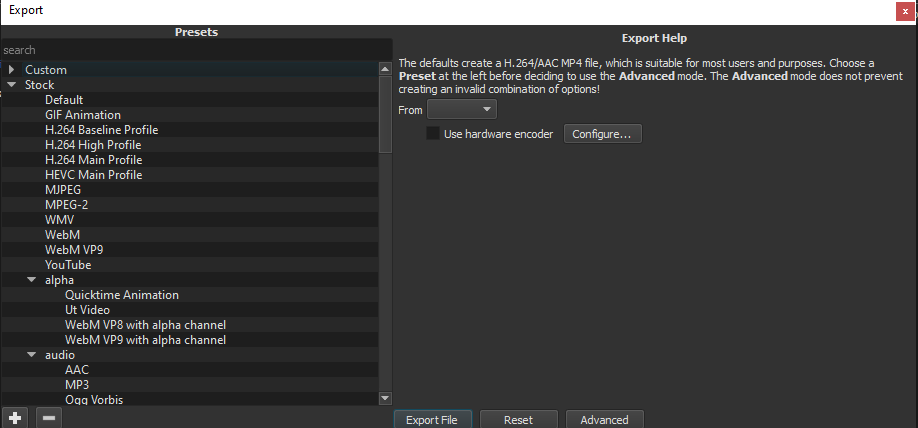 Export
Presets
search
Custom
Stock
Default
GIF Animation
H.264 Baseline Profile
H.264 High Profile
H.264 Main Profile
HEVC Main Profile
MJPEG
MPEG-2
WMV
WebM
WebM VP9
YouTube
alpha
Quicktime Animation
Ut Video
WebM VP8 with alpha channel
WebM VP9 with alpha channel
audio
AAC
MP3
Ogg Vorbis
Export Help
The defaults create a H.264/AAC MP4 file, which is suitable for most users and purposes. Choose a
Preset at the left before deciding to use the Advanced mode. The Advanced mode does not prevent
creating an invalid combination of options!
From
Use hardware encoder Configure...
Export File Reset Advanced